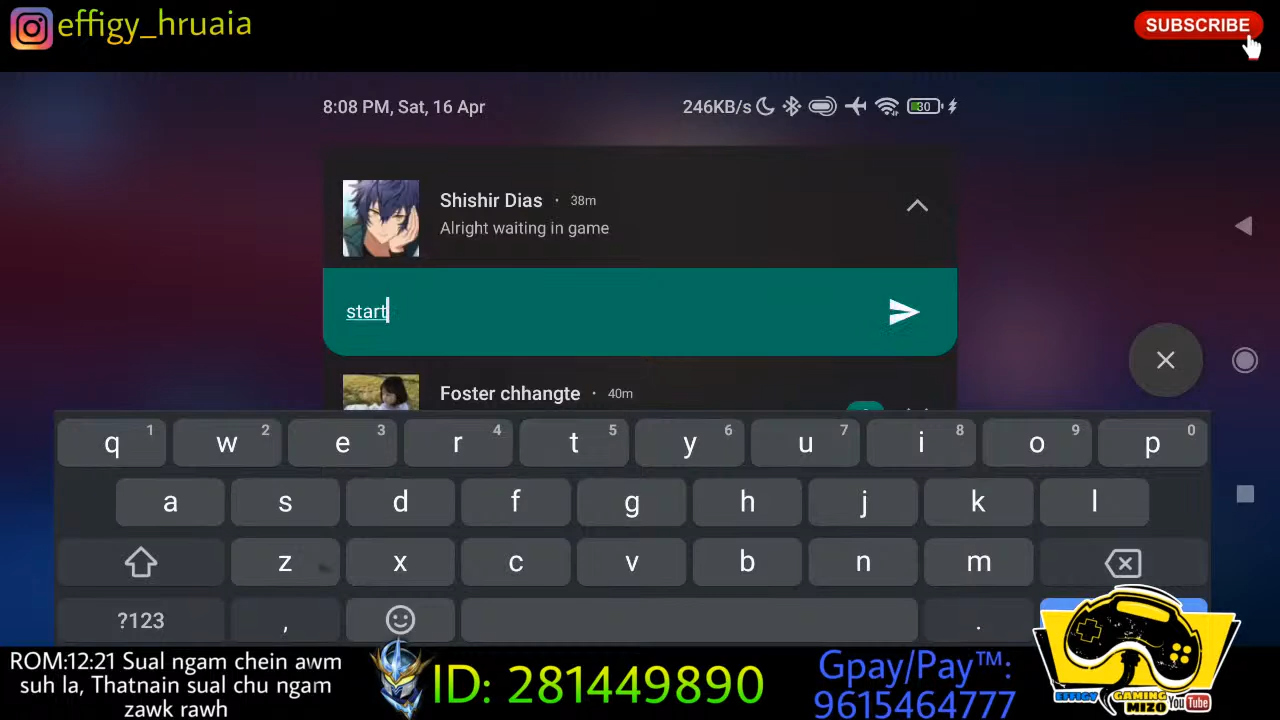 effigy_hruaia
SUBSCRIBE
8:08 PM, Sat, 16 Apr
246KB/s
30
Shishir Dias · 38m
Alright waiting in game
start
Foster chhangte · 40m
q 1 w 2 e 3 r 4 t 5 y 6 u 7 i 8 o 9 p 0
a s d f g h j k l
z x c v b n m
?123 , .
ROM:12:21 Sual ngam chein awm
suh la, Thatnain sual chu ngam
zawk rawh
ID: 281449890
Gpay/Pay™:
9615464777
EFFIGY GAMING
MIZO YouTube